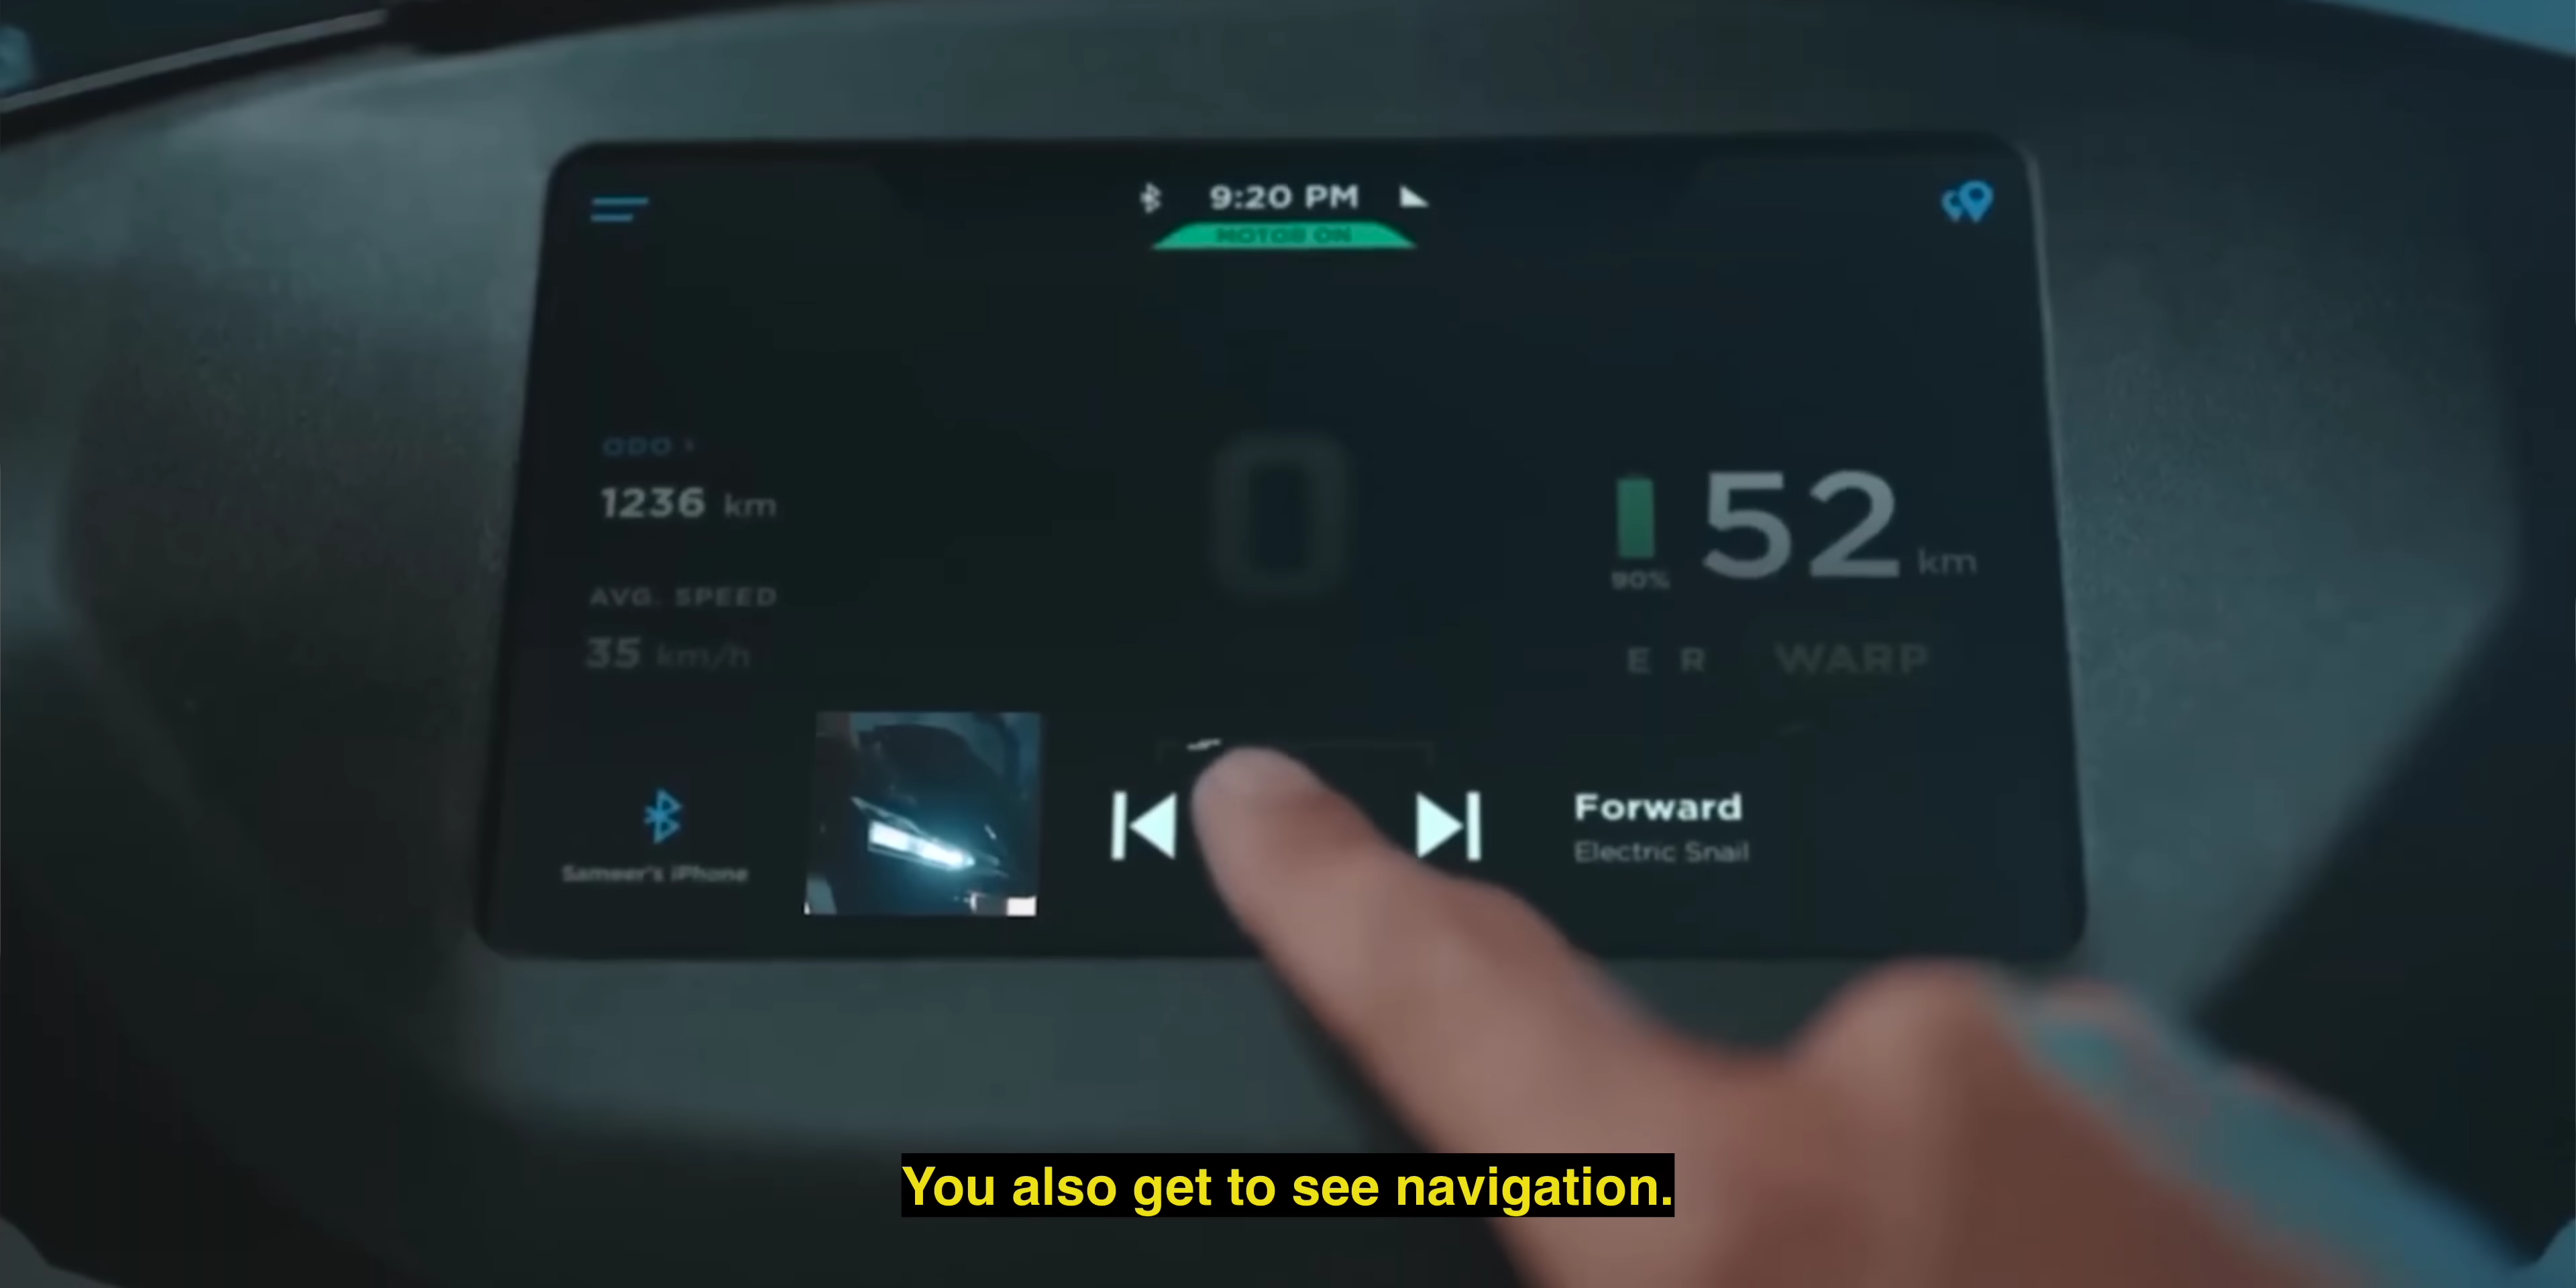 9:20 PM
MOTOR ON
ODO
1236 km
AVG. SPEED
35 km/h
0
52 km
90%
E R WARP
Sameer's iPhone
Forward
Electric Snail
You also get to see navigation.